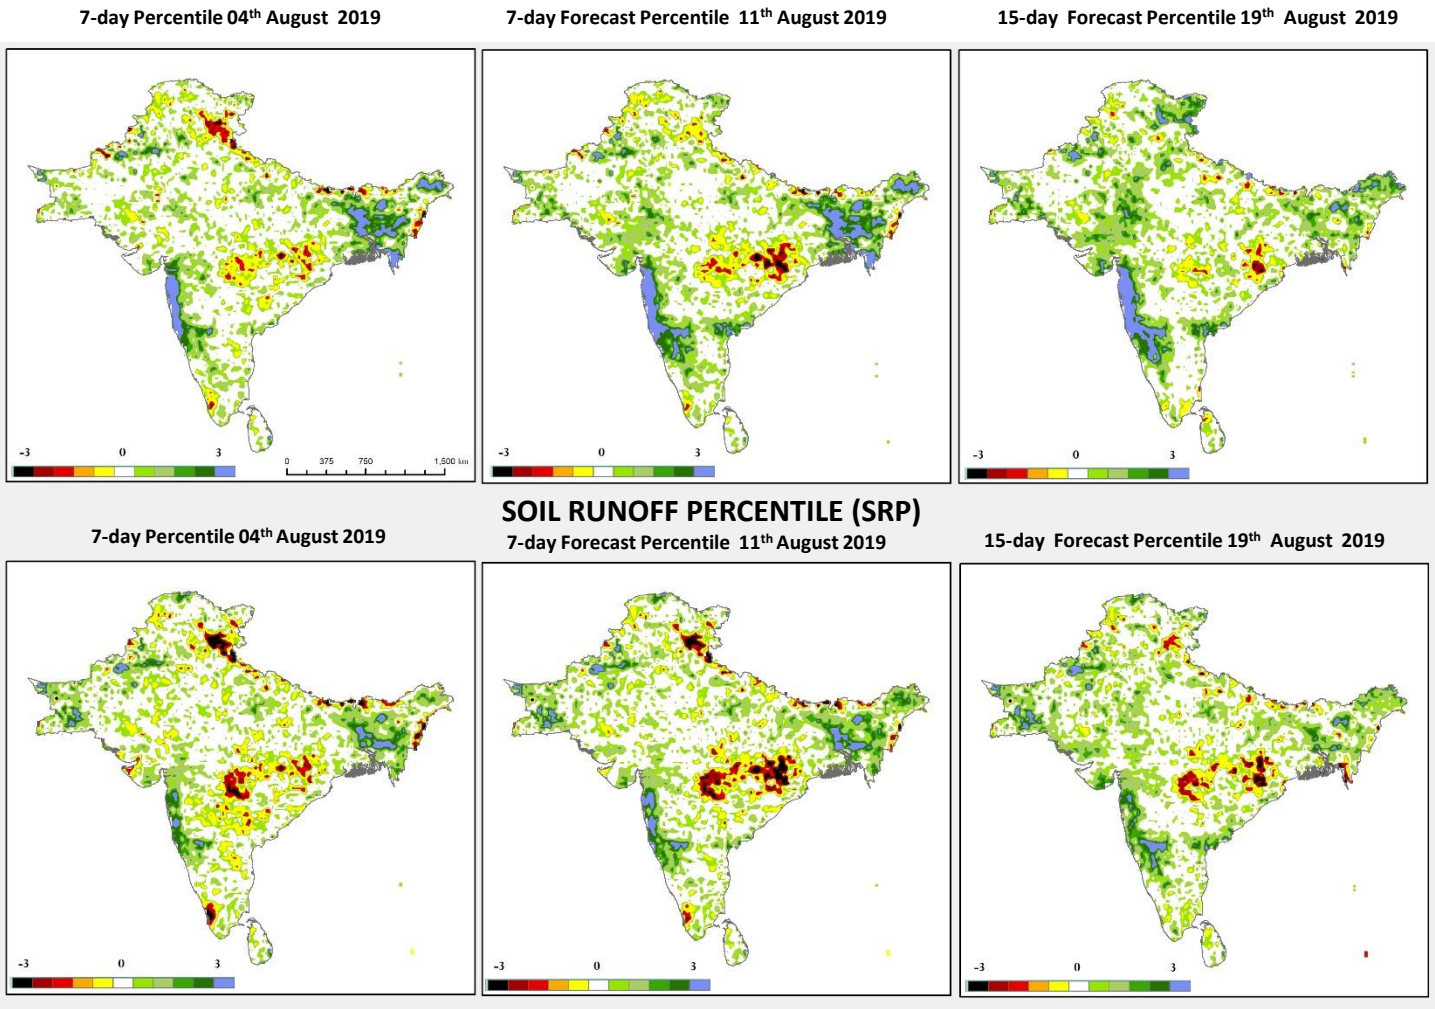 7-day Percentile 04th August 2019
7-day Forecast Percentile 11th August 2019
15-day Forecast Percentile 19th August 2019
-3 0 3
0 375 750 1,500 km
-3 0 3
-3 0 3
SOIL RUNOFF PERCENTILE (SRP)
7-day Percentile 04th August 2019
7-day Forecast Percentile 11th August 2019
15-day Forecast Percentile 19th August 2019
-3 0 3
-3 0 3
-3 0 3